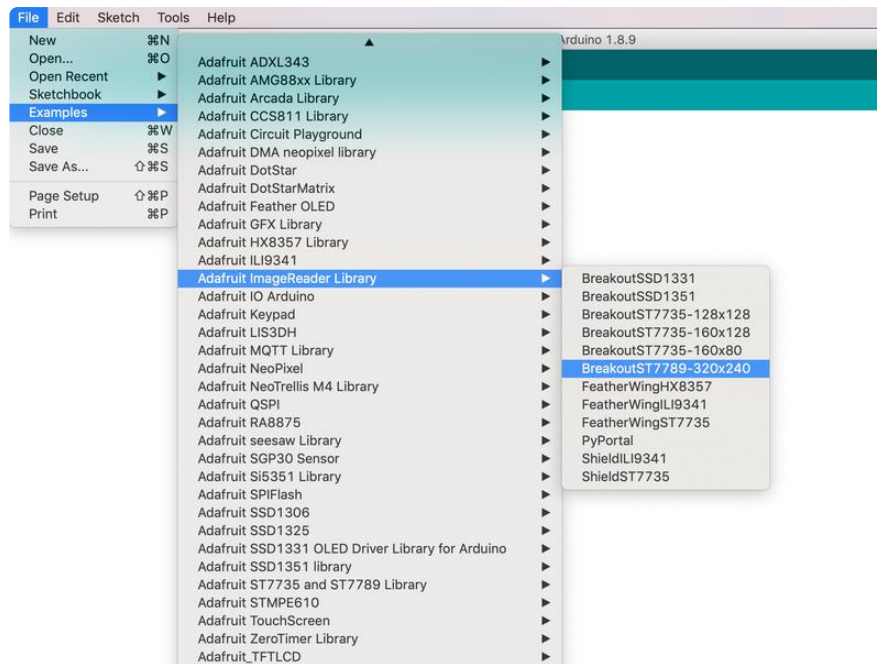 File Edit Sketch Tools Help
Arduino 1.8.9
New ⌘N
Open... ⌘O
Open Recent ▶
Sketchbook ▶
Examples ▶
Close ⌘W
Save ⌘S
Save As... ⇧⌘S
Page Setup ⇧⌘P
Print ⌘P
▲
Adafruit ADXL343 ▶
Adafruit AMG88xx Library ▶
Adafruit Arcada Library ▶
Adafruit CCS811 Library ▶
Adafruit Circuit Playground ▶
Adafruit DMA neopixel library ▶
Adafruit DotStar ▶
Adafruit DotStarMatrix ▶
Adafruit Feather OLED ▶
Adafruit GFX Library ▶
Adafruit HX8357 Library ▶
Adafruit ILI9341 ▶
Adafruit ImageReader Library ▶
Adafruit IO Arduino ▶
Adafruit Keypad ▶
Adafruit LIS3DH ▶
Adafruit MQTT Library ▶
Adafruit NeoPixel ▶
Adafruit NeoTrellis M4 Library ▶
Adafruit QSPI ▶
Adafruit RA8875 ▶
Adafruit seesaw Library ▶
Adafruit SGP30 Sensor ▶
Adafruit Si5351 Library ▶
Adafruit SPIFlash ▶
Adafruit SSD1306 ▶
Adafruit SSD1325 ▶
Adafruit SSD1331 OLED Driver Library for Arduino ▶
Adafruit SSD1351 library ▶
Adafruit ST7735 and ST7789 Library ▶
Adafruit STMPE610 ▶
Adafruit TouchScreen ▶
Adafruit ZeroTimer Library ▶
Adafruit_TFTLCD ▶
BreakoutSSD1331
BreakoutSSD1351
BreakoutST7735-128x128
BreakoutST7735-160x128
BreakoutST7735-160x80
BreakoutST7789-320x240
FeatherWingHX8357
FeatherWingILI9341
FeatherWingST7735
PyPortal
ShieldILI9341
ShieldST7735